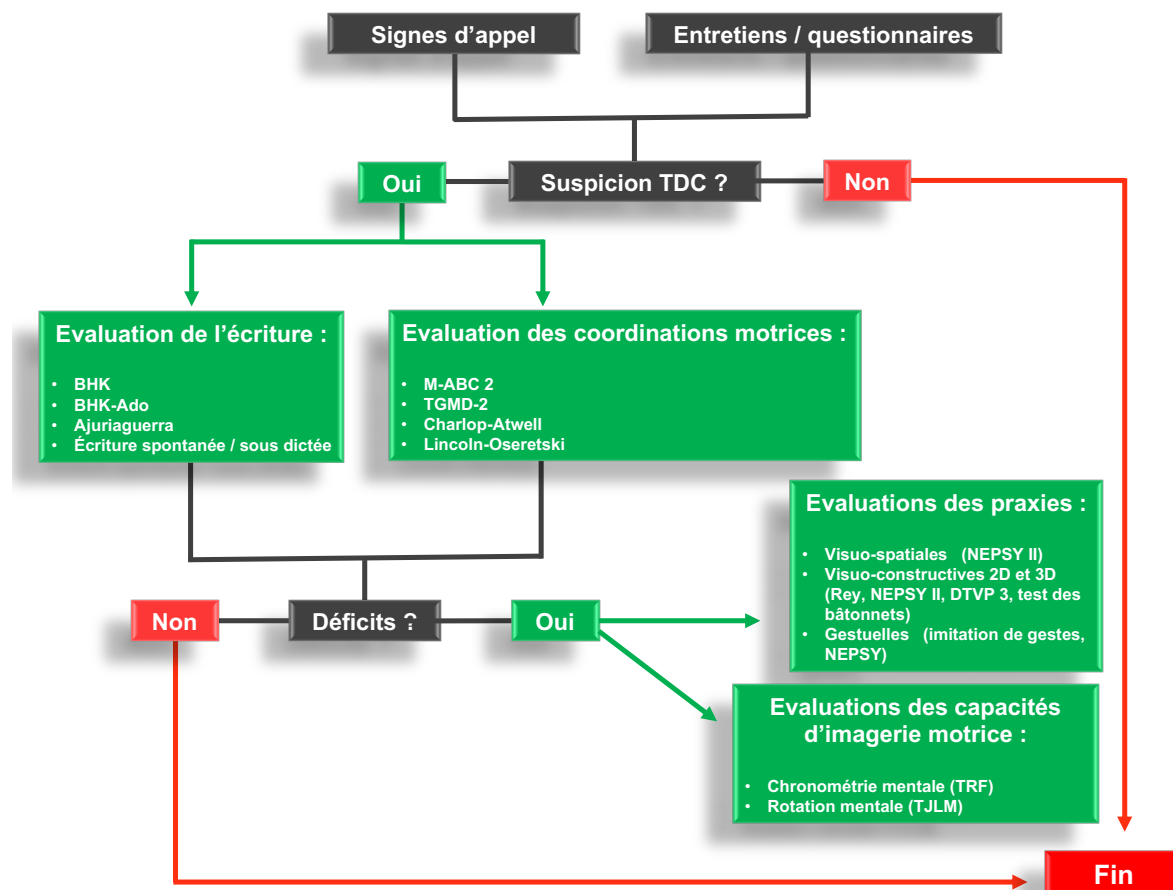 Signes d'appel
Entretiens / questionnaires
Oui
Suspicion TDC ?
Non
Evaluation de l'écriture :
• BHK
• BHK-Ado
• Ajuriaguerra
• Écriture spontanée / sous dictée
Evaluation des coordinations motrices :
• M-ABC 2
• TGMD-2
• Charlop-Atwell
• Lincoln-Oseretski
Evaluations des praxies :
• Visuo-spatiales (NEPSY II)
• Visuo-constructives 2D et 3D
(Rey, NEPSY II, DTVP 3, test des
bâtonnets)
• Gestuelles (imitation de gestes,
NEPSY)
Non
Déficits ?
Oui
Evaluations des capacités
d'imagerie motrice :
• Chronométrie mentale (TRF)
• Rotation mentale (TJLM)
Fin